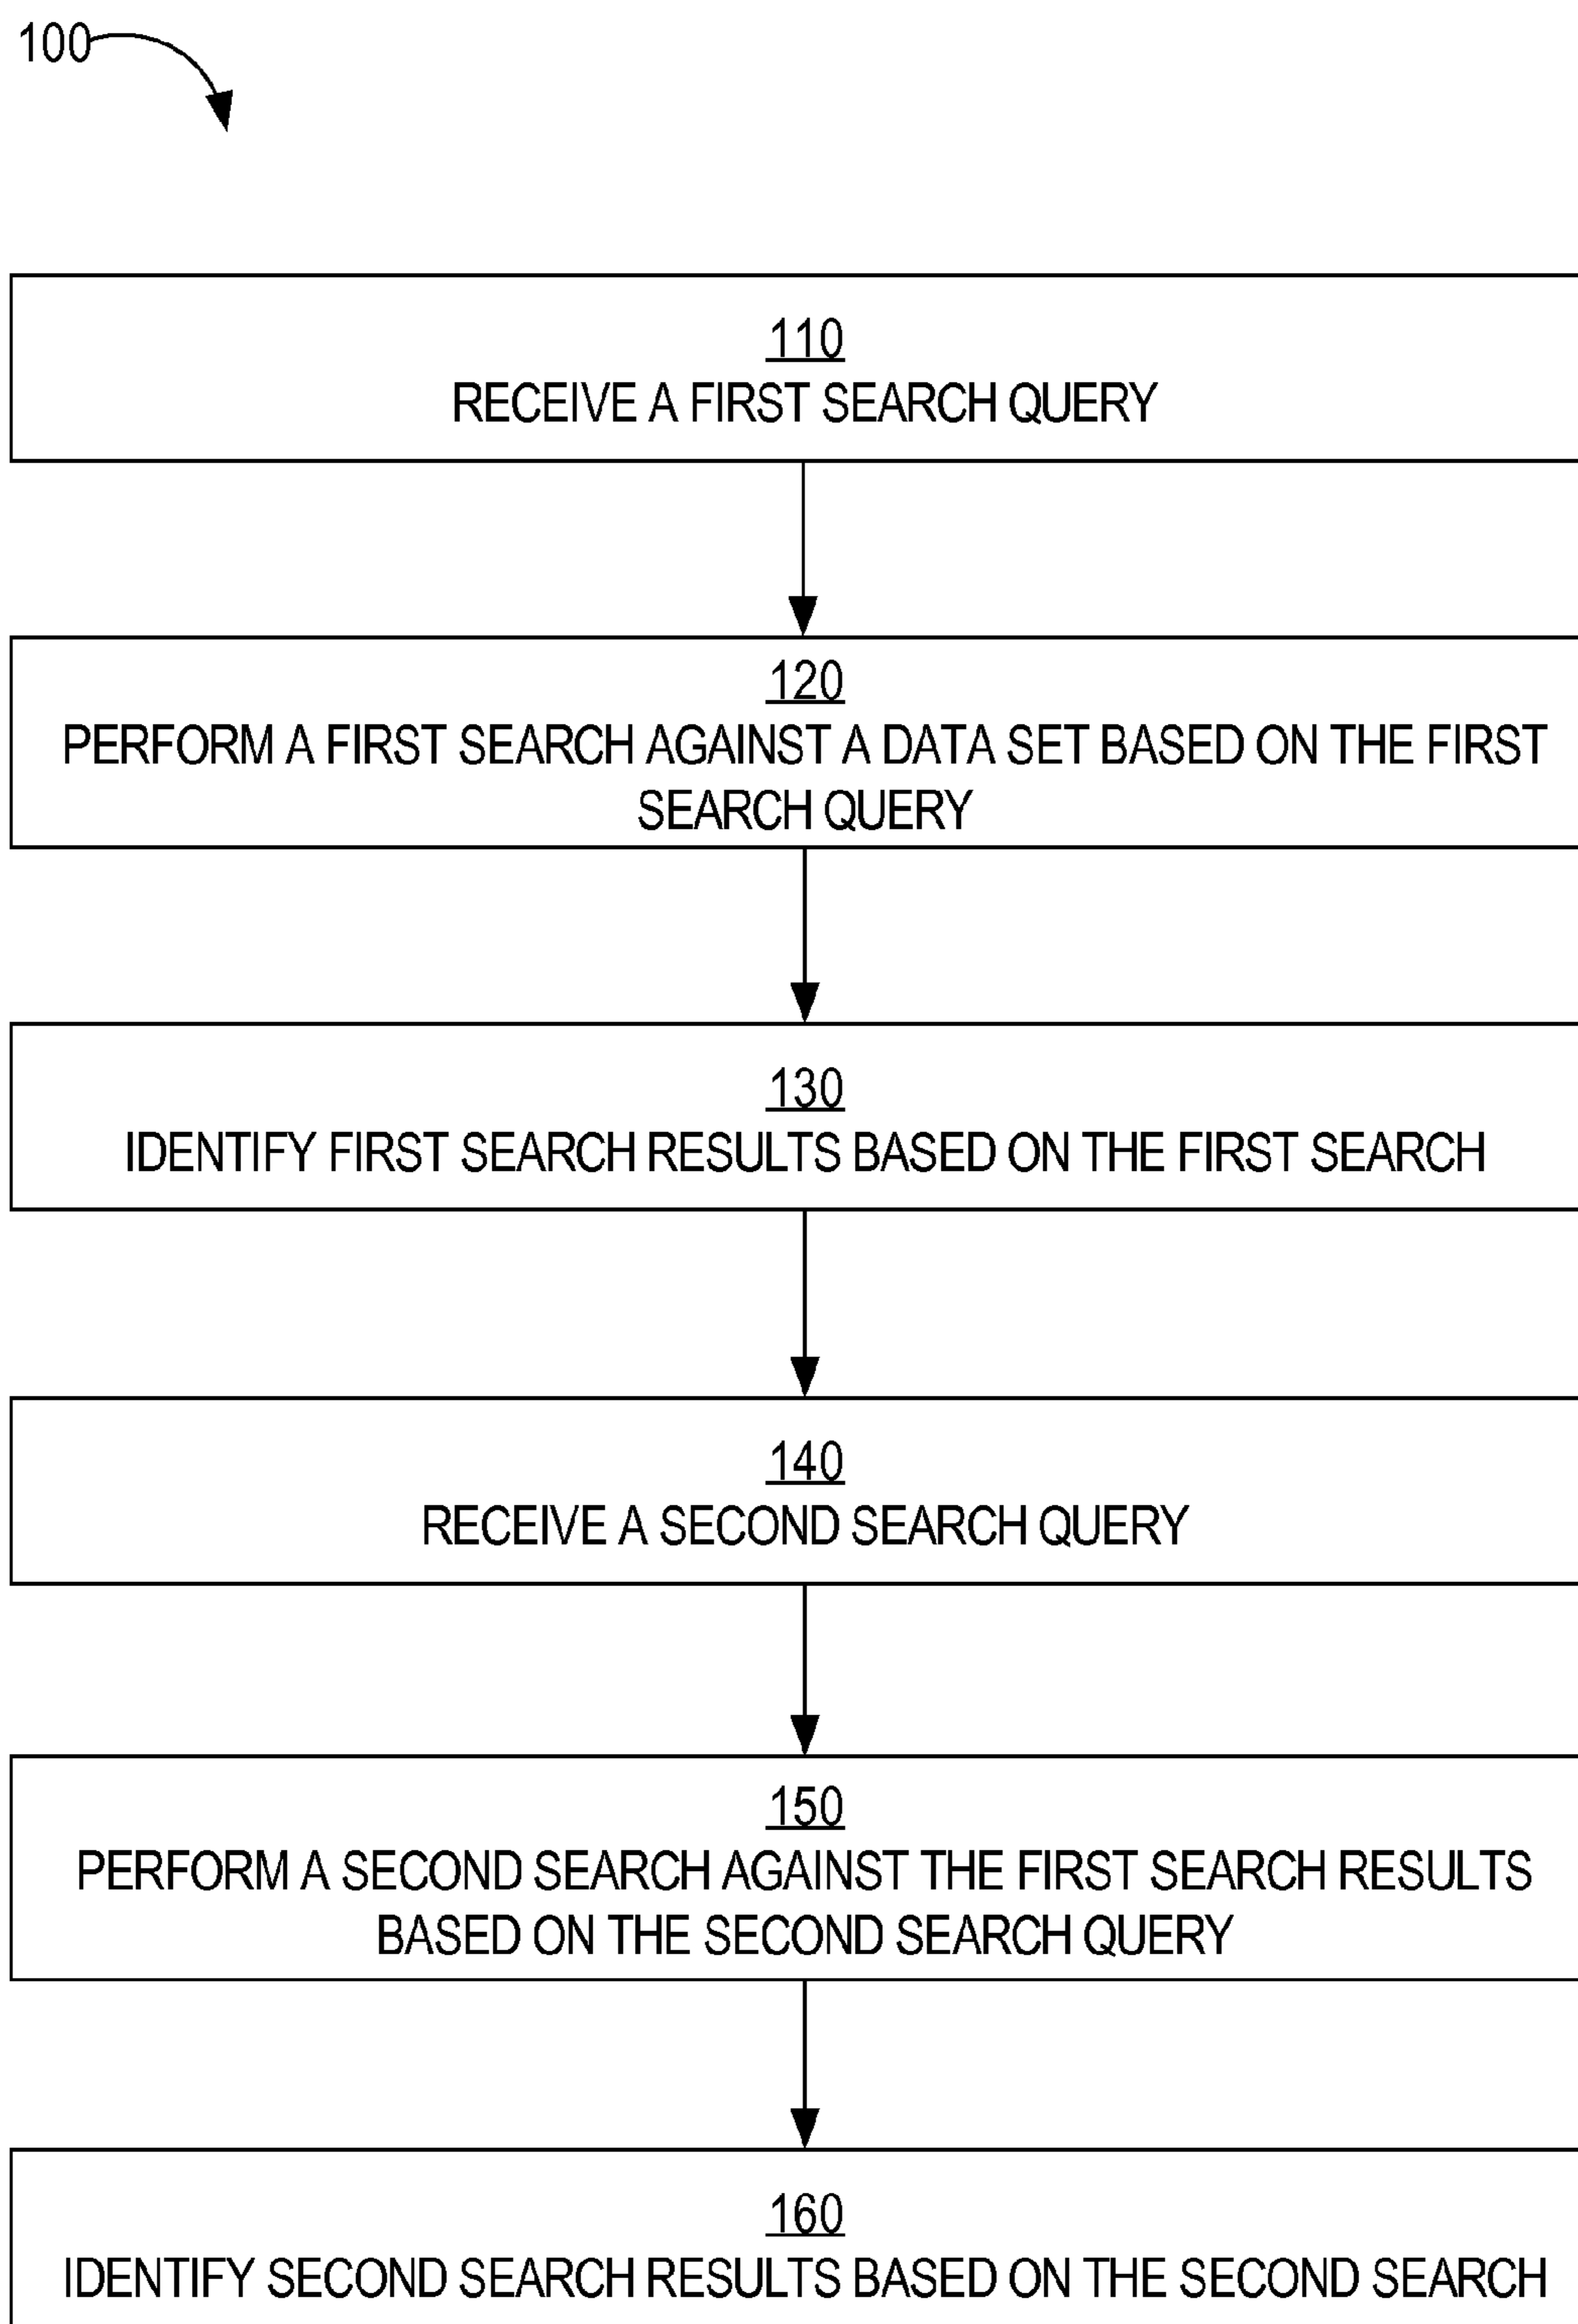 100
110
RECEIVE A FIRST SEARCH QUERY
120
PERFORM A FIRST SEARCH AGAINST A DATA SET BASED ON THE FIRST
SEARCH QUERY
130
IDENTIFY FIRST SEARCH RESULTS BASED ON THE FIRST SEARCH
140
RECEIVE A SECOND SEARCH QUERY
150
PERFORM A SECOND SEARCH AGAINST THE FIRST SEARCH RESULTS
BASED ON THE SECOND SEARCH QUERY
160
IDENTIFY SECOND SEARCH RESULTS BASED ON THE SECOND SEARCH